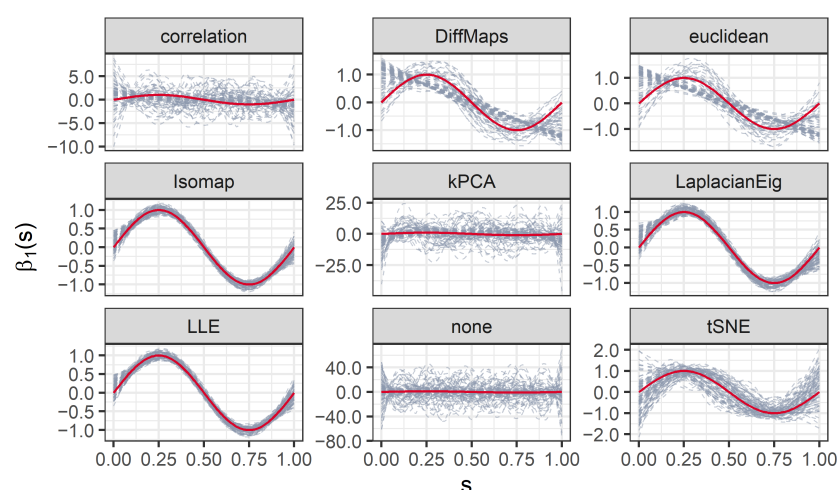 correlation DiffMaps euclidean
5.0 0.0 −5.0 −10.0
1.0 0.0 −1.0
1.0 0.0 −1.0
Isomap kPCA LaplacianEig
1.0 0.5 0.0 −0.5 −1.0
25.0 0.0 −25.0
1.0 0.5 0.0 −0.5 −1.0
β₁(s)
LLE none tSNE
1.0 0.5 0.0 −0.5 −1.0
40.0 0.0 −40.0 −80.0
2.0 1.0 0.0 −1.0 −2.0
0.00 0.25 0.50 0.75 1.00 0.00 0.25 0.50 0.75 1.00 0.00 0.25 0.50 0.75 1.00
s